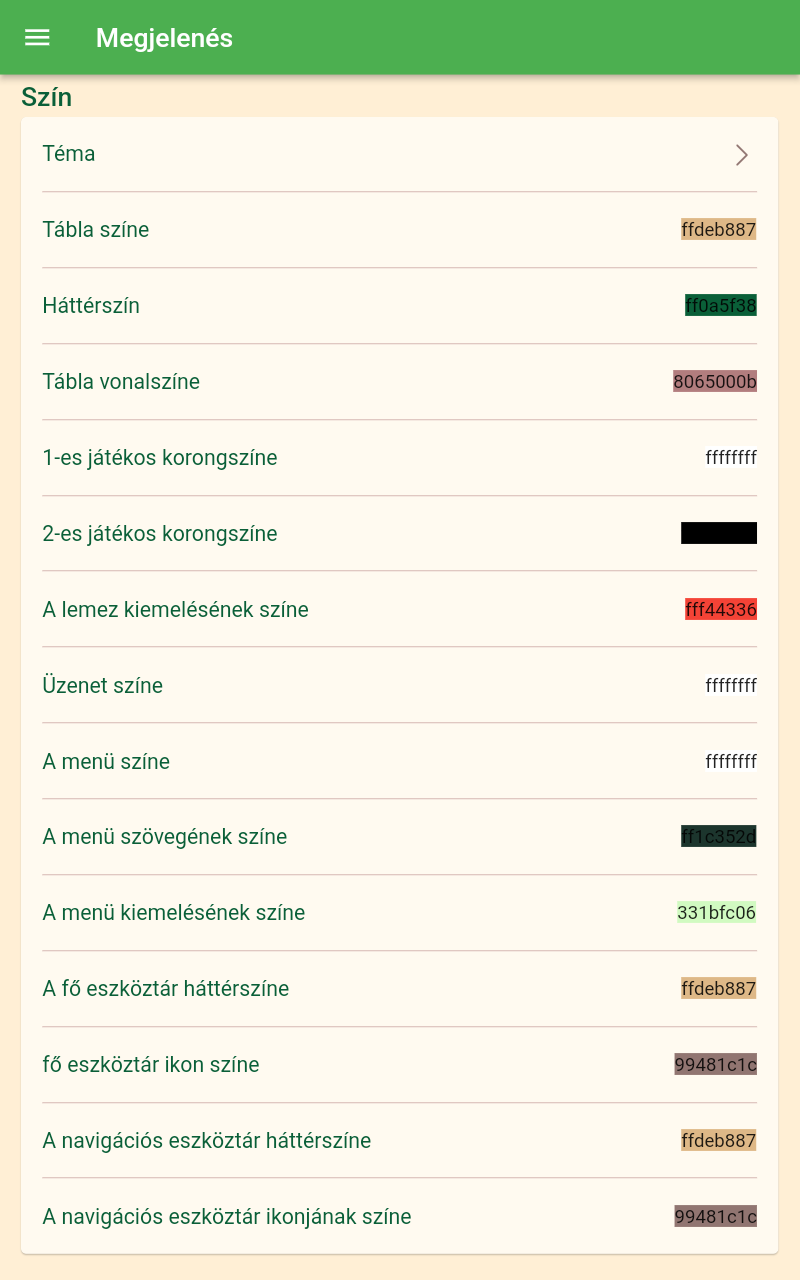 Megjelenés
Szín
Téma
Tábla színe ffdeb887
Háttérszín ff0a5f38
Tábla vonalszíne 8065000b
1-es játékos korongszíne ffffffff
2-es játékos korongszíne
A lemez kiemelésének színe fff44336
Üzenet színe ffffffff
A menü színe ffffffff
A menü szövegének színe ff1c352d
A menü kiemelésének színe 331bfc06
A fő eszköztár háttérszíne ffdeb887
fő eszköztár ikon színe 99481c1c
A navigációs eszköztár háttérszíne ffdeb887
A navigációs eszköztár ikonjának színe 99481c1c